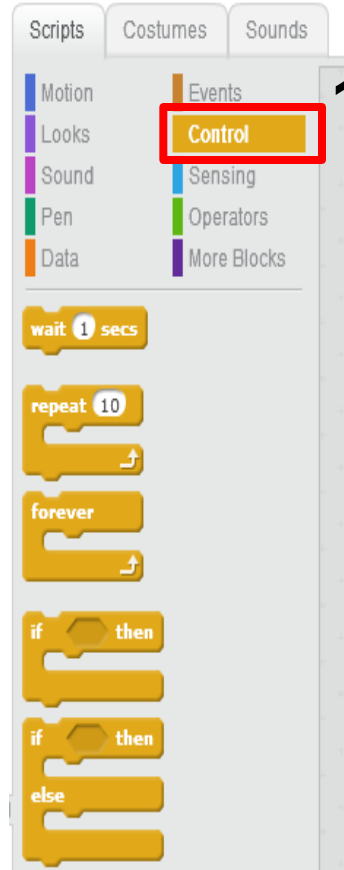 Scripts Costumes Sounds
Motion Events
Looks Control
Sound Sensing
Pen Operators
Data More Blocks
wait 1 secs
repeat 10
forever
if then
if then
else